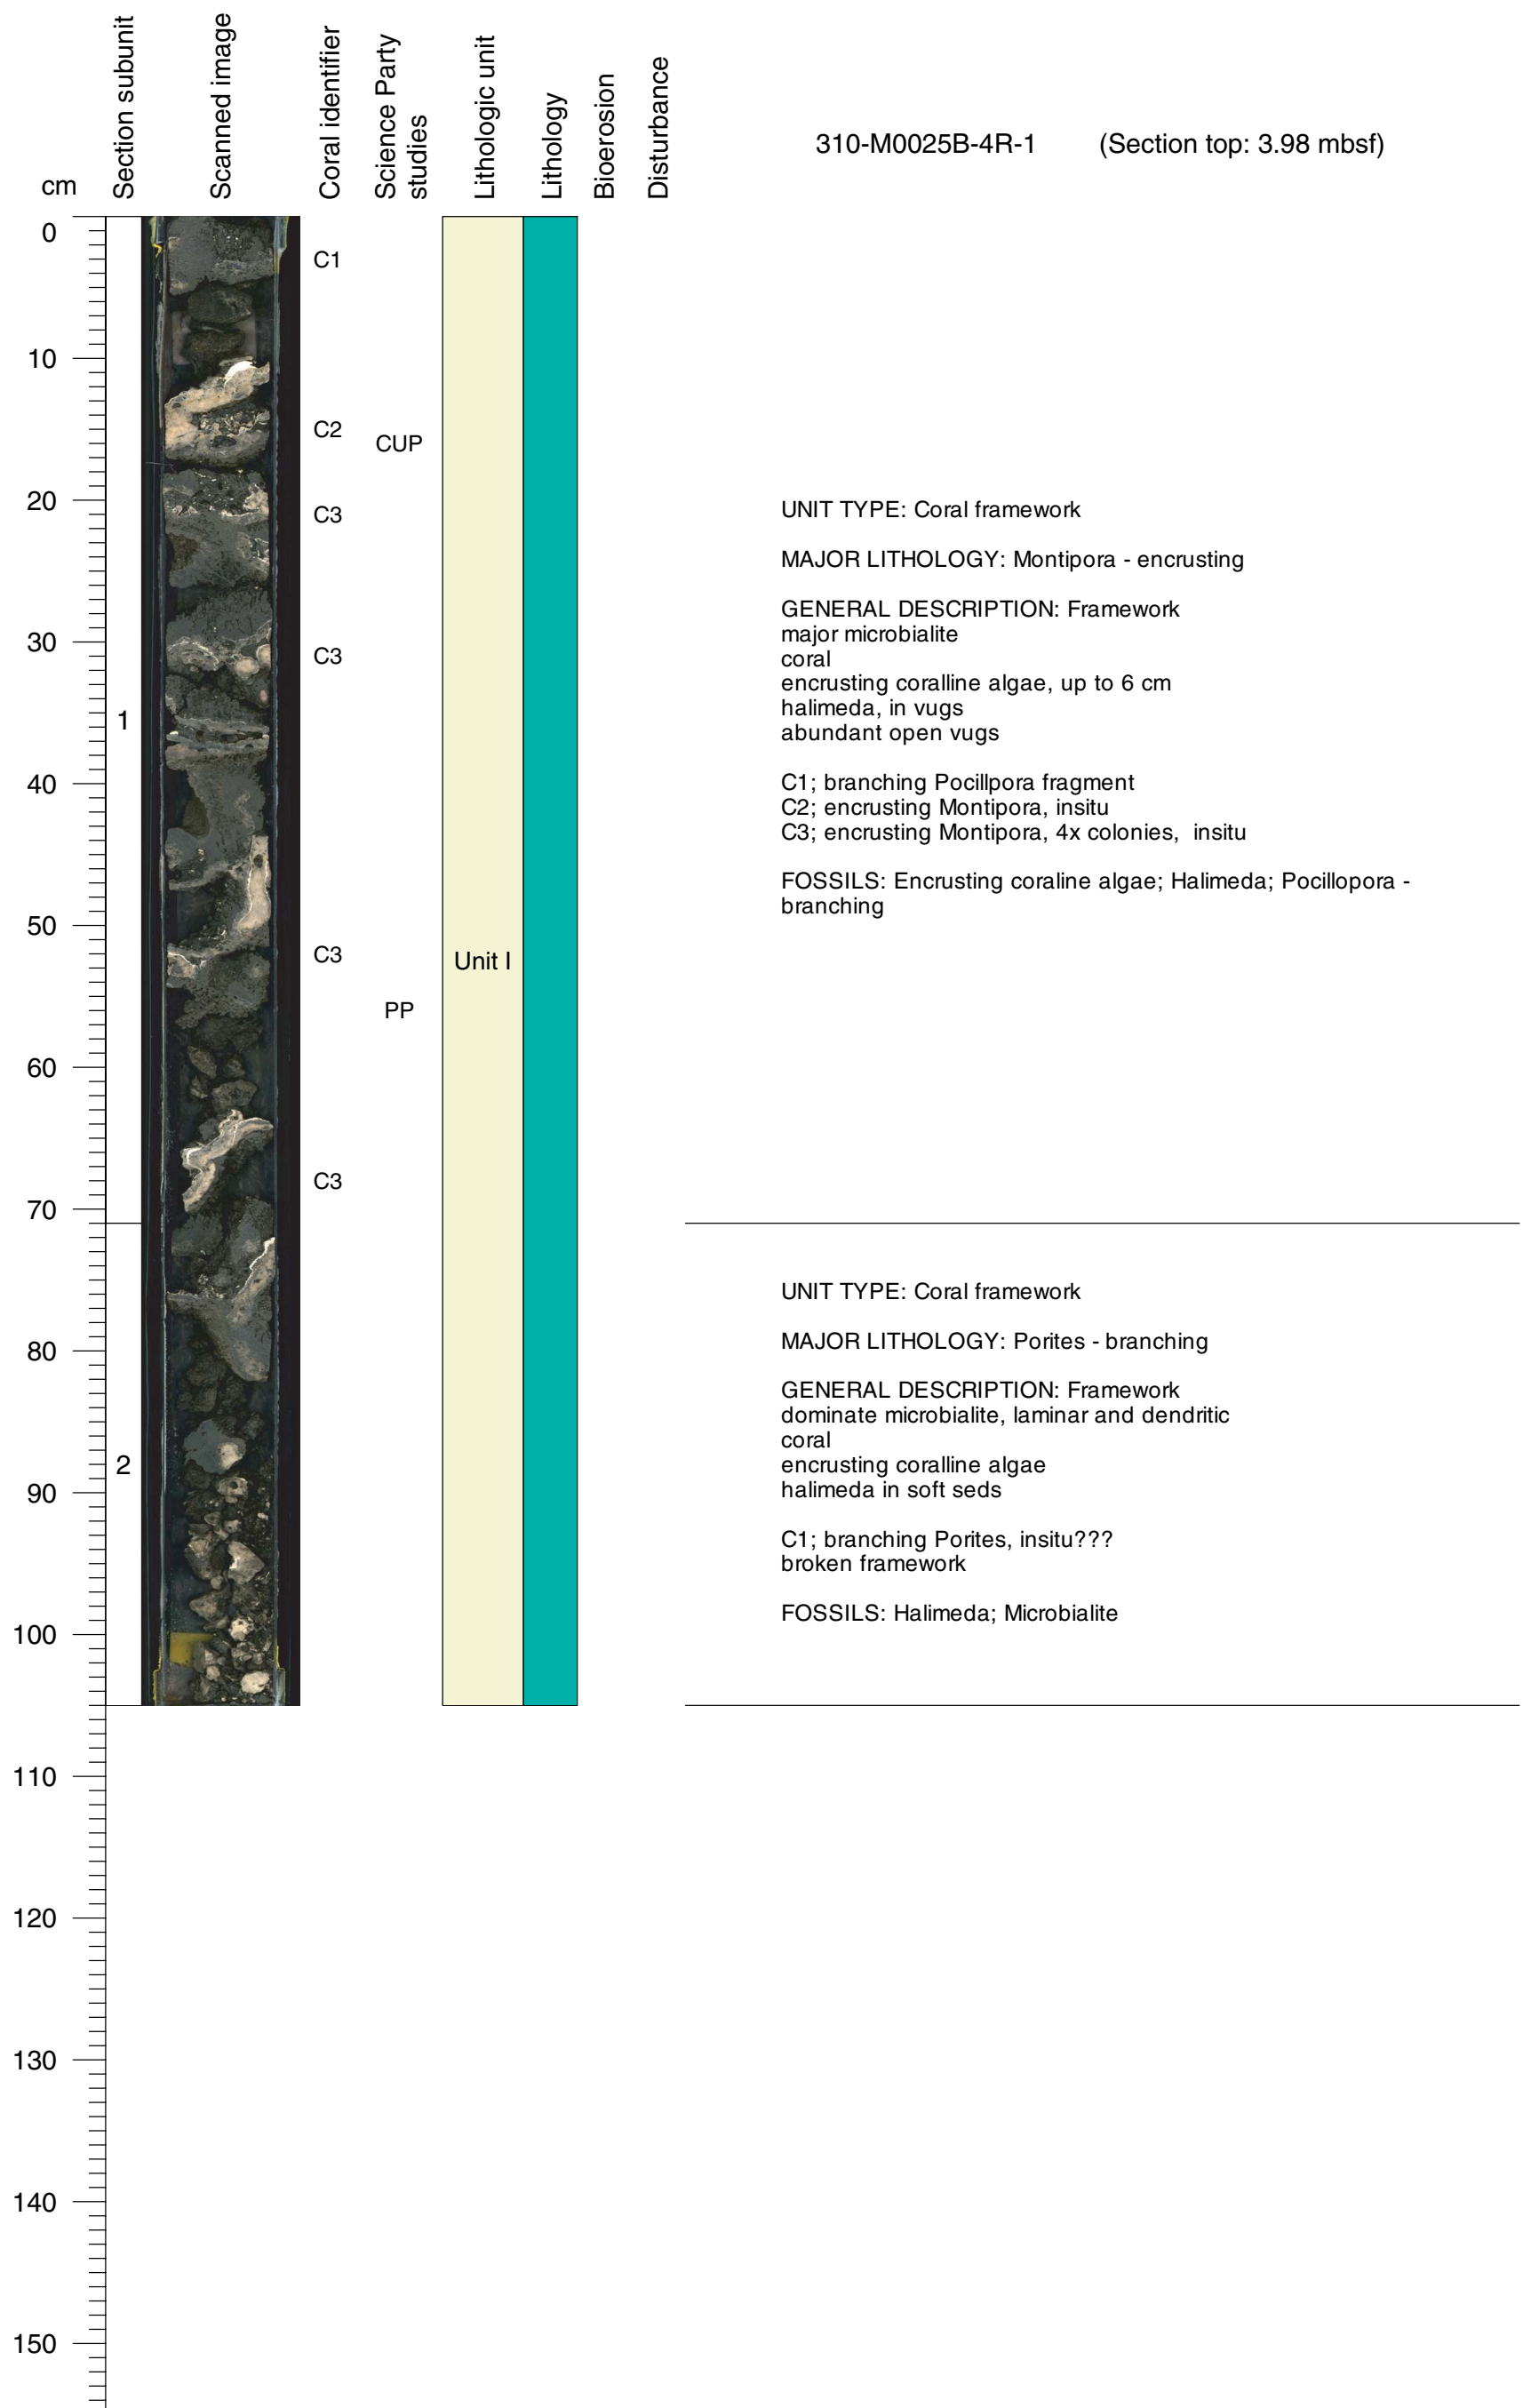 Section subunit
Scanned image
Coral identifier
Science Party
studies
Lithologic unit
Lithology
Bioerosion
Disturbance
310-M0025B-4R-1 (Section top: 3.98 mbsf)
cm
0
10
20
30
40
50
60
70
80
90
100
110
120
130
140
150
1
2
C1
C2
C3
C3
C3
C3
CUP
PP
Unit I
UNIT TYPE: Coral framework
MAJOR LITHOLOGY: Montipora - encrusting
GENERAL DESCRIPTION: Framework
major microbialite
coral
encrusting coralline algae, up to 6 cm
halimeda, in vugs
abundant open vugs
C1; branching Pocillpora fragment
C2; encrusting Montipora, insitu
C3; encrusting Montipora, 4x colonies, insitu
FOSSILS: Encrusting coraline algae; Halimeda; Pocillopora -
branching
UNIT TYPE: Coral framework
MAJOR LITHOLOGY: Porites - branching
GENERAL DESCRIPTION: Framework
dominate microbialite, laminar and dendritic
coral
encrusting coralline algae
halimeda in soft seds
C1; branching Porites, insitu???
broken framework
FOSSILS: Halimeda; Microbialite